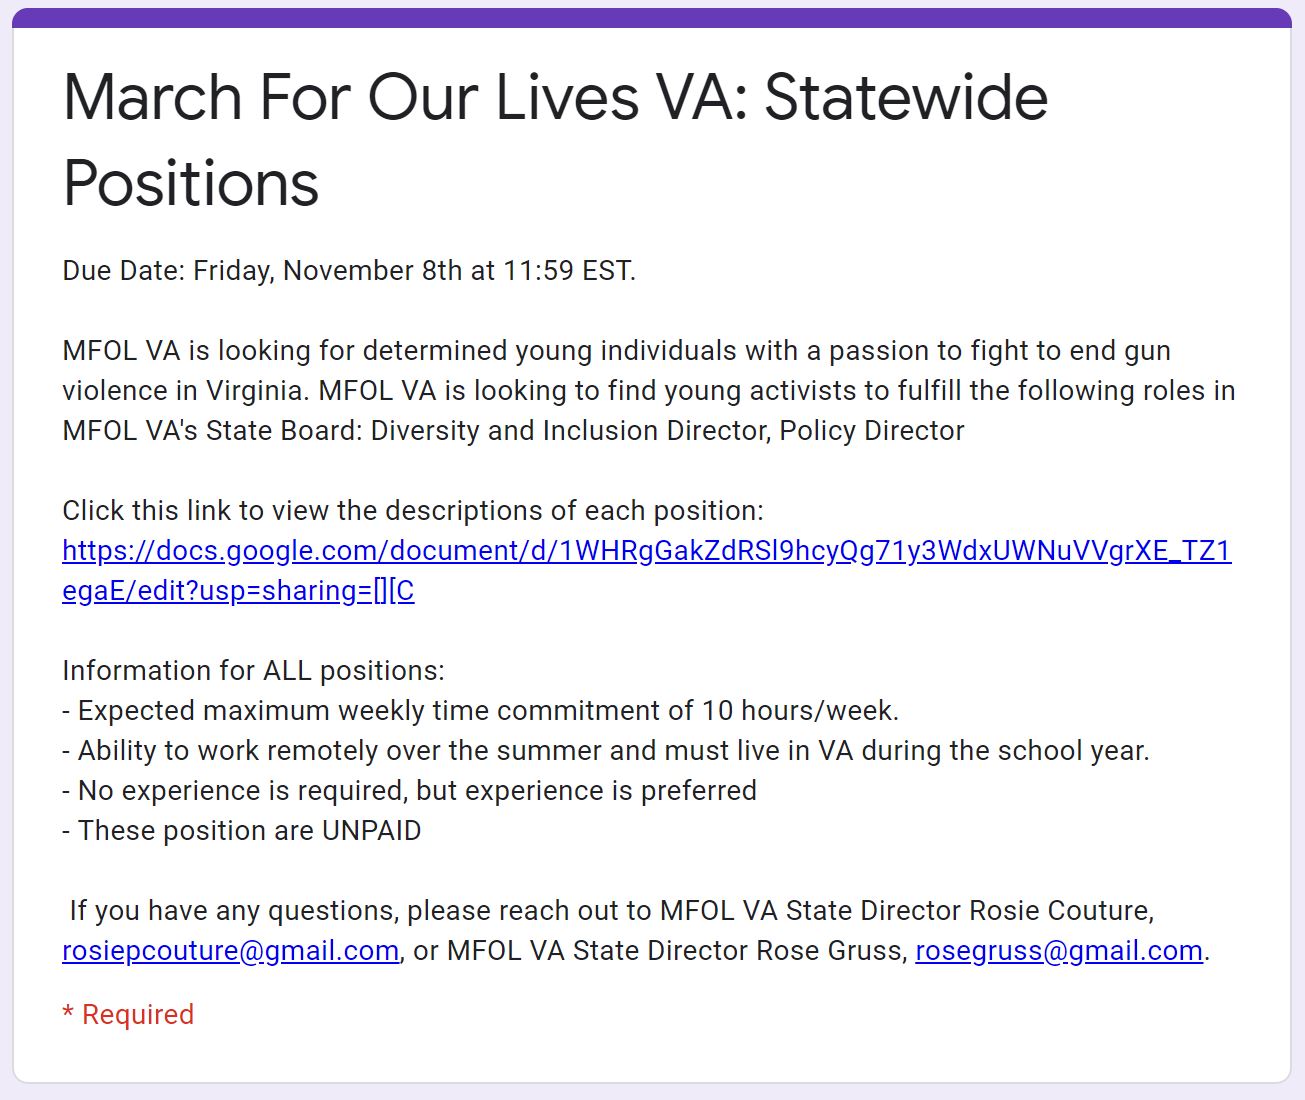 March For Our Lives VA: Statewide
Positions
Due Date: Friday, November 8th at 11:59 EST.
MFOL VA is looking for determined young individuals with a passion to fight to end gun
violence in Virginia. MFOL VA is looking to find young activists to fulfill the following roles in
MFOL VA's State Board: Diversity and Inclusion Director, Policy Director
Click this link to view the descriptions of each position:
https://docs.google.com/document/d/1WHRgGakZdRSl9hcyQg71y3WdxUWNuVVgrXE_TZ1
egaE/edit?usp=sharing=[][C
Information for ALL positions:
- Expected maximum weekly time commitment of 10 hours/week.
- Ability to work remotely over the summer and must live in VA during the school year.
- No experience is required, but experience is preferred
- These position are UNPAID
If you have any questions, please reach out to MFOL VA State Director Rosie Couture,
rosiepcouture@gmail.com, or MFOL VA State Director Rose Gruss, rosegruss@gmail.com.
* Required